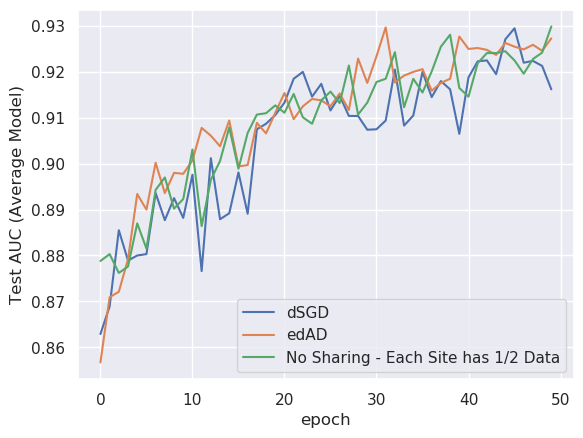 0.93
0.92
0.91
0.90
0.89
0.88
0.87
0.86
Test AUC (Average Model)
dSGD
edAD
No Sharing - Each Site has 1/2 Data
0 10 20 30 40 50
epoch